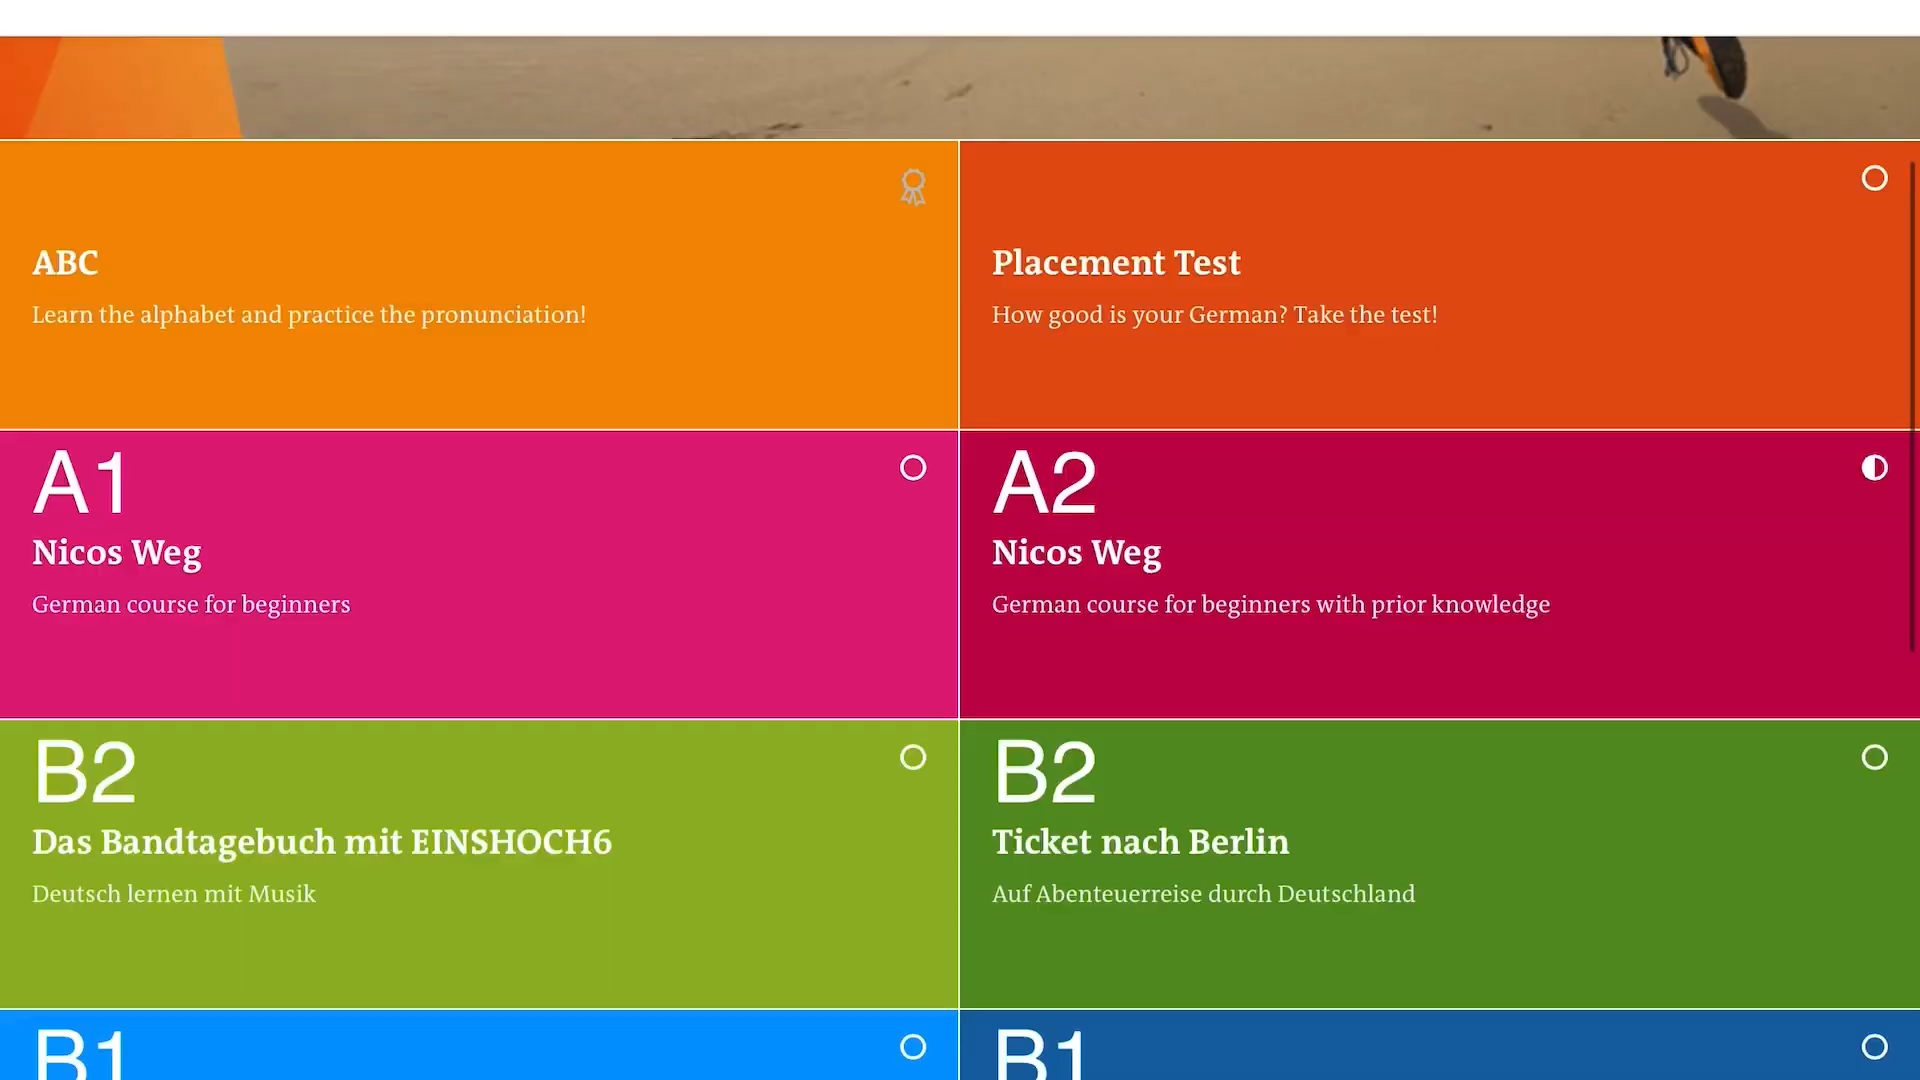 ABC
Learn the alphabet and practice the pronunciation!
Placement Test
How good is your German? Take the test!
A1
Nicos Weg
German course for beginners
A2
Nicos Weg
German course for beginners with prior knowledge
B2
Das Bandtagebuch mit EINSHOCH6
Deutsch lernen mit Musik
B2
Ticket nach Berlin
Auf Abenteuerreise durch Deutschland
B1
B1